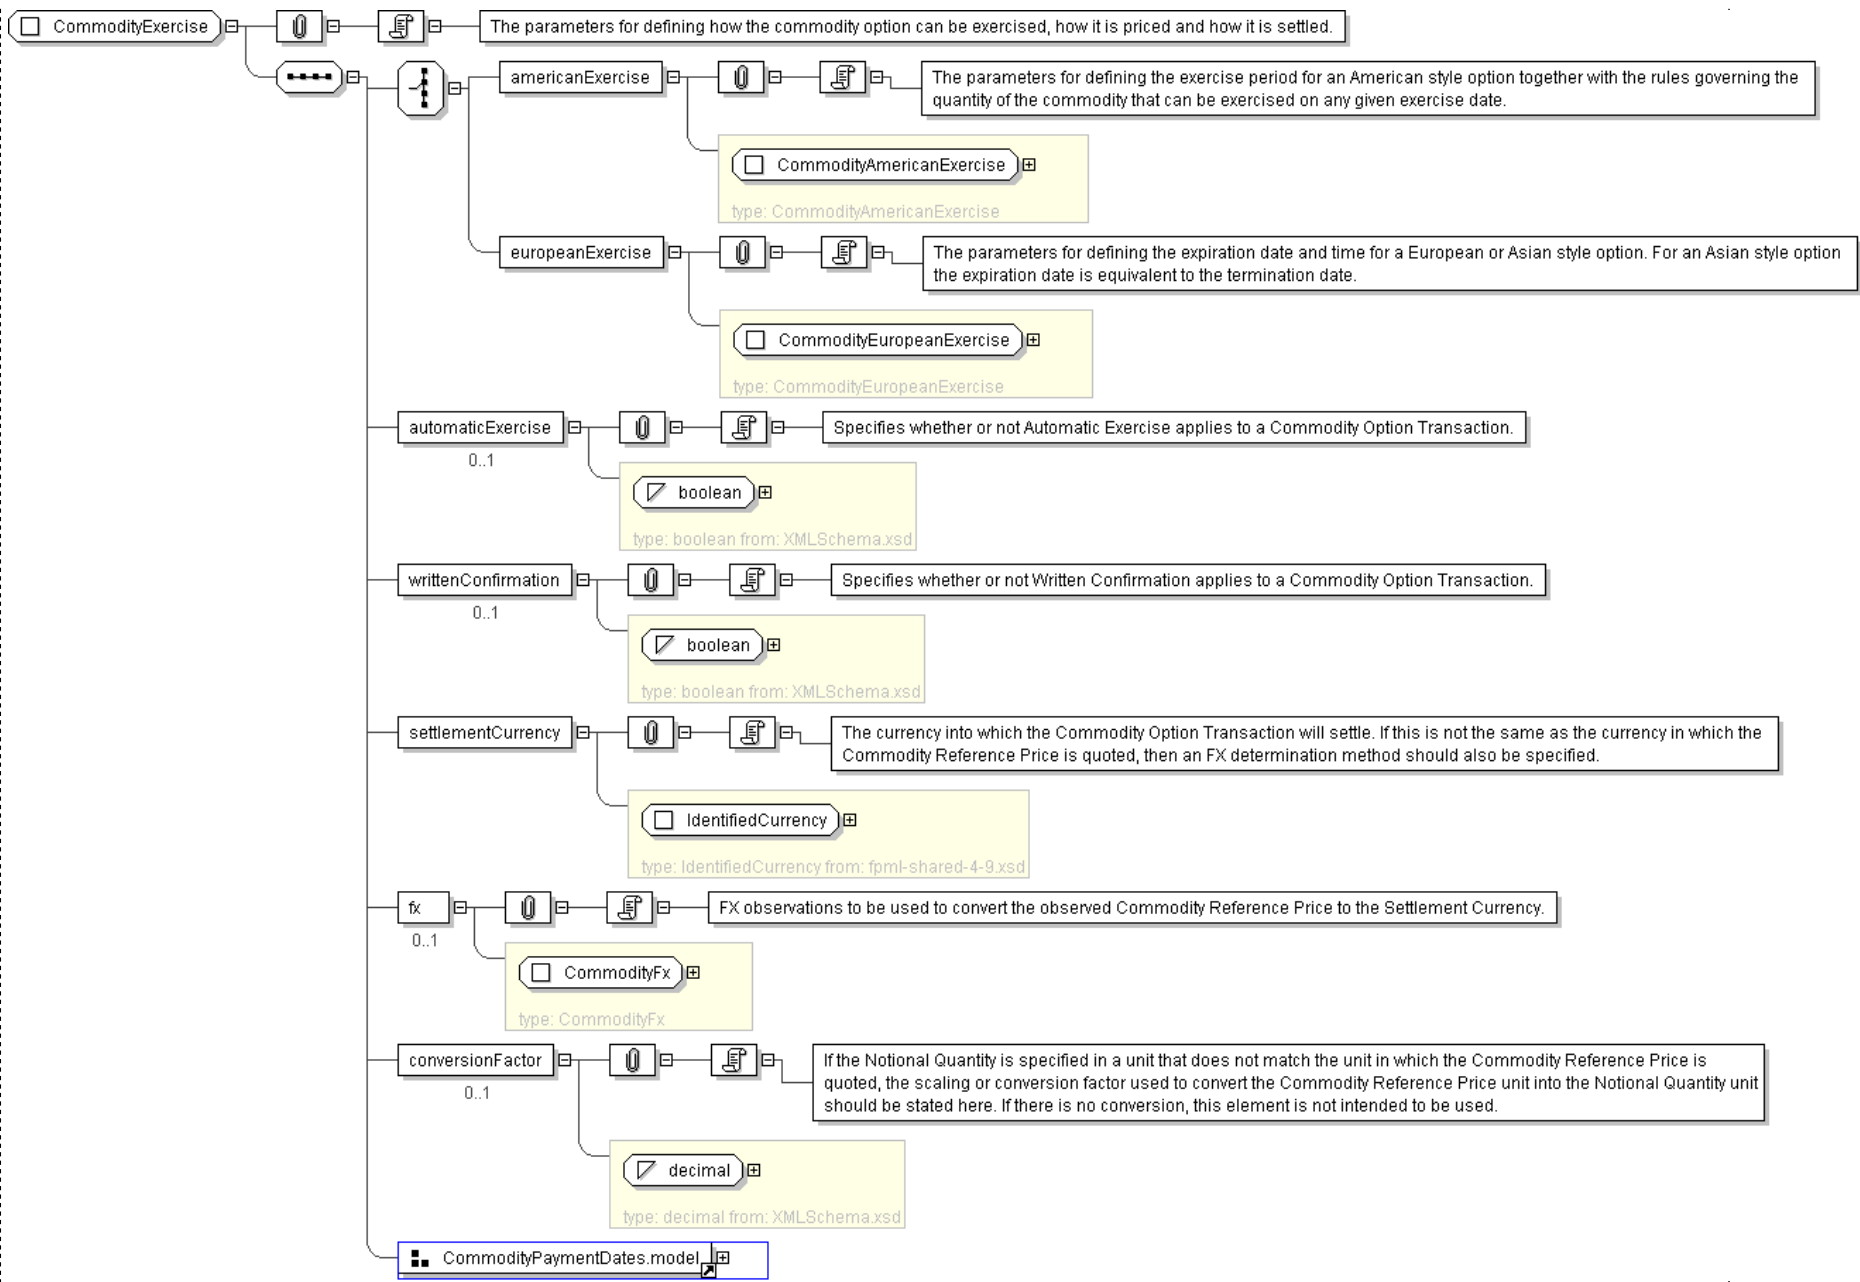 CommodityExercise
The parameters for defining how the commodity option can be exercised, how it is priced and how it is settled.
americanExercise
The parameters for defining the exercise period for an American style option together with the rules governing the
quantity of the commodity that can be exercised on any given exercise date.
CommodityAmericanExercise
type: CommodityAmericanExercise
europeanExercise
The parameters for defining the expiration date and time for a European or Asian style option. For an Asian style option
the expiration date is equivalent to the termination date.
CommodityEuropeanExercise
type: CommodityEuropeanExercise
automaticExercise
Specifies whether or not Automatic Exercise applies to a Commodity Option Transaction.
0..1
boolean
type: boolean from: XMLSchema.xsd
writtenConfirmation
Specifies whether or not Written Confirmation applies to a Commodity Option Transaction.
0..1
boolean
type: boolean from: XMLSchema.xsd
settlementCurrency
The currency into which the Commodity Option Transaction will settle. If this is not the same as the currency in which the
Commodity Reference Price is quoted, then an FX determination method should also be specified.
IdentifiedCurrency
type: IdentifiedCurrency from: fpml-shared-4-9.xsd
fx
FX observations to be used to convert the observed Commodity Reference Price to the Settlement Currency.
0..1
CommodityFx
type: CommodityFx
conversionFactor
If the Notional Quantity is specified in a unit that does not match the unit in which the Commodity Reference Price is
quoted, the scaling or conversion factor used to convert the Commodity Reference Price unit into the Notional Quantity unit
should be stated here. If there is no conversion, this element is not intended to be used.
0..1
decimal
type: decimal from: XMLSchema.xsd
CommodityPaymentDates.model